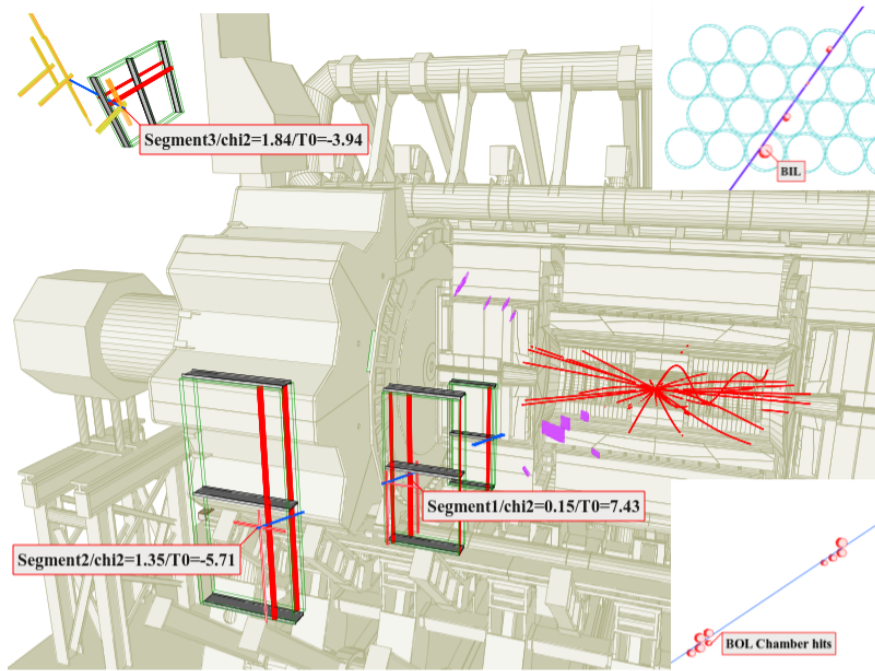 Segment3/chi2=1.84/T0=-3.94
BIL
Segment1/chi2=0.15/T0=7.43
Segment2/chi2=1.35/T0=-5.71
BOL Chamber hits